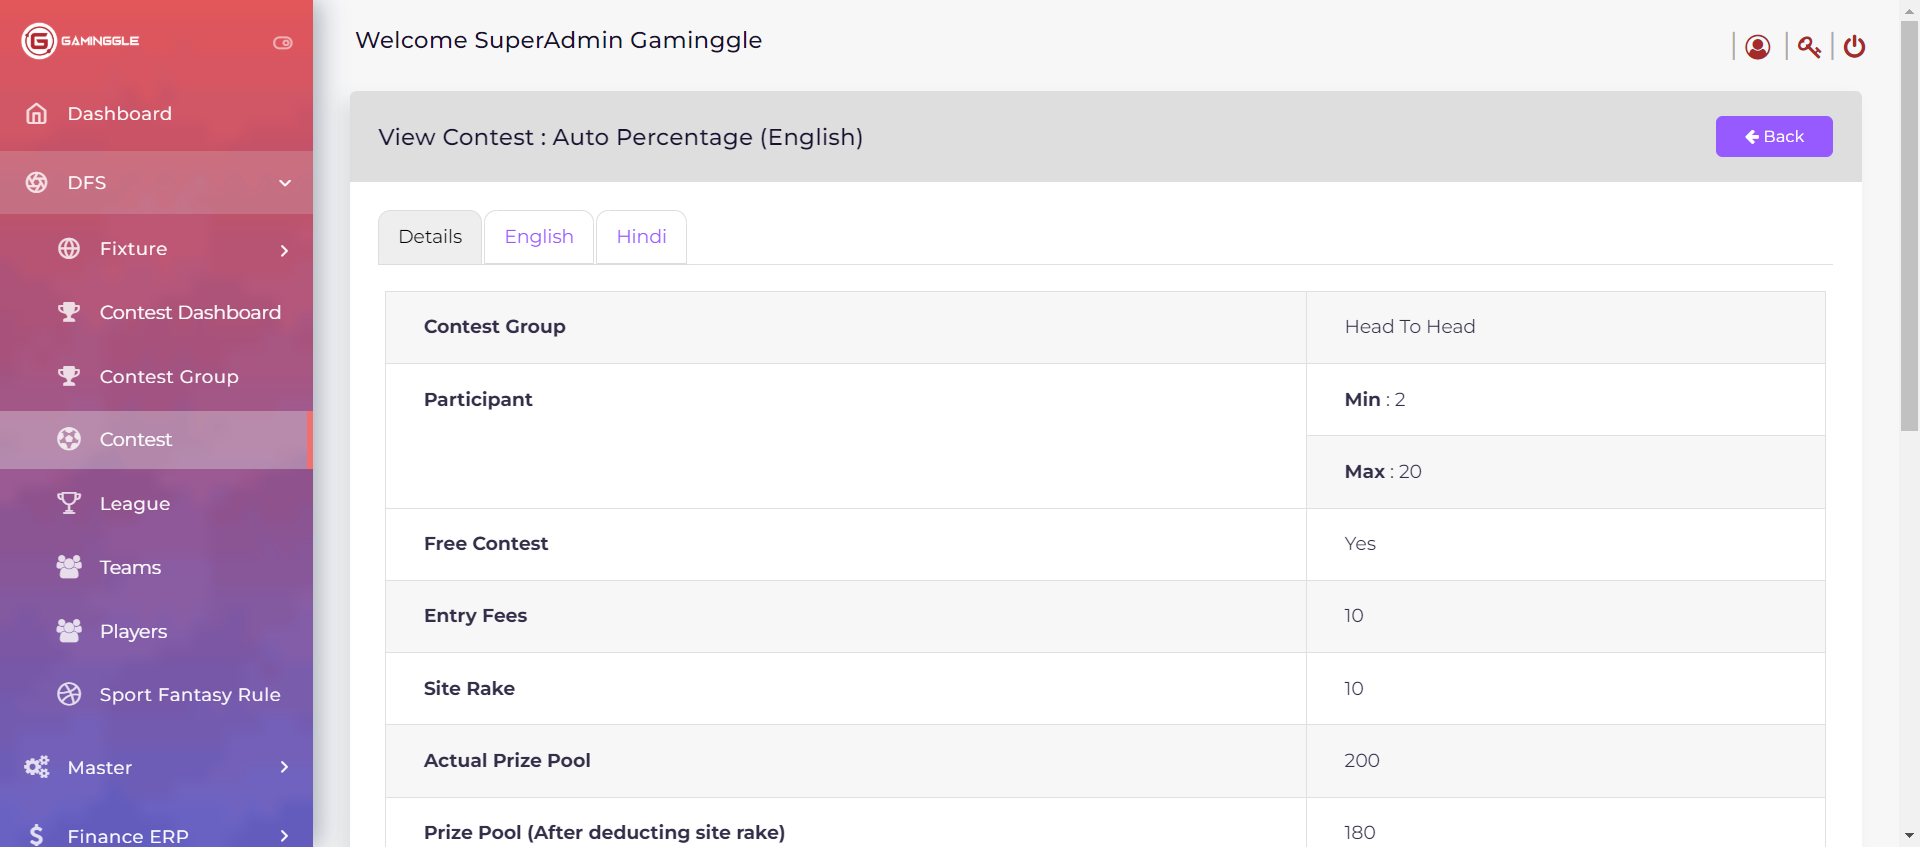 GAMINGGLE
Welcome SuperAdmin Gaminggle
Dashboard
DFS
Fixture
Contest Dashboard
Contest Group
Contest
League
Teams
Players
Sport Fantasy Rule
Master
Finance ERP
View Contest : Auto Percentage (English)
Back
Details
English
Hindi
Contest Group
Head To Head
Participant
Min : 2
Max : 20
Free Contest
Yes
Entry Fees
10
Site Rake
10
Actual Prize Pool
200
Prize Pool (After deducting site rake)
180